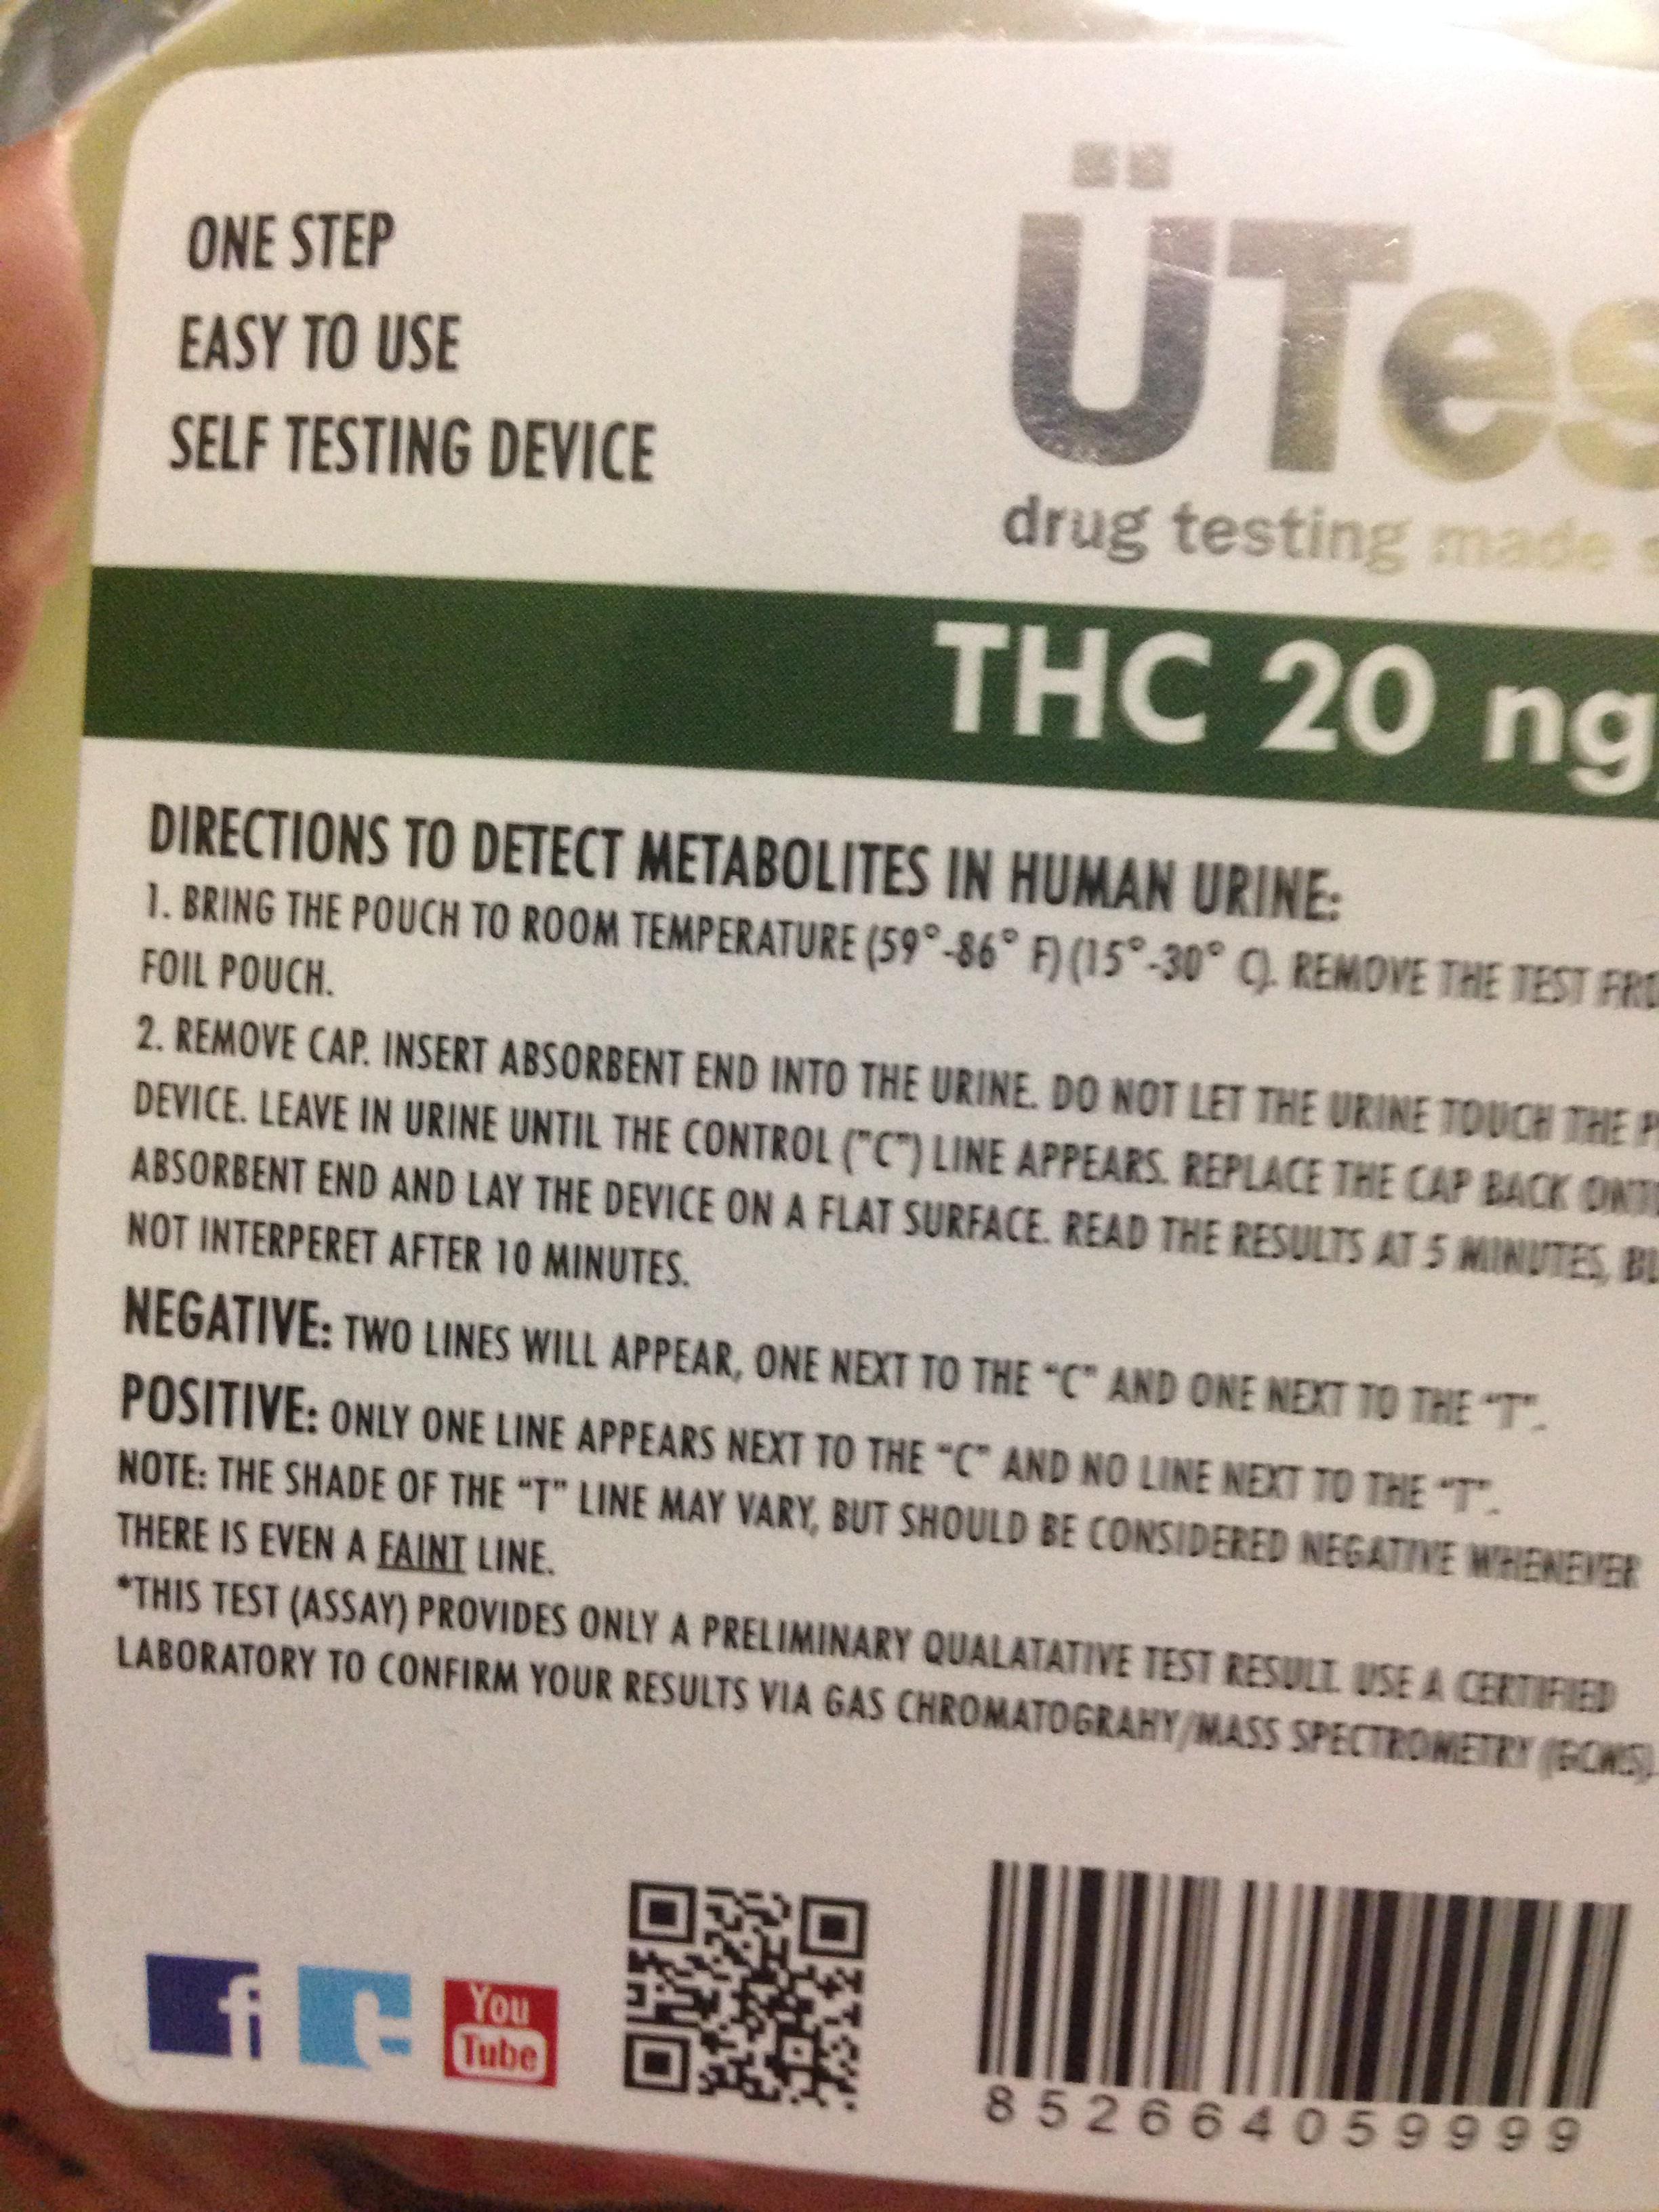 ONE STEP
EASY TO USE
SELF TESTING DEVICE
ÜTes
drug testing made s
THC 20 ng
DIRECTIONS TO DETECT METABOLITES IN HUMAN URINE:
1. BRING THE POUCH TO ROOM TEMPERATURE (59°-86° F) (15°-30° C). REMOVE THE TEST FRO
FOIL POUCH.
2. REMOVE CAP. INSERT ABSORBENT END INTO THE URINE. DO NOT LET THE URINE TOUCH THE
DEVICE. LEAVE IN URINE UNTIL THE CONTROL ("C") LINE APPEARS. REPLACE THE CAP BACK ONT
ABSORBENT END AND LAY THE DEVICE ON A FLAT SURFACE. READ THE RESULTS AT 5 MINUTES, BU
NOT INTERPERET AFTER 10 MINUTES.
NEGATIVE: TWO LINES WILL APPEAR, ONE NEXT TO THE "C" AND ONE NEXT TO THE "T".
POSITIVE: ONLY ONE LINE APPEARS NEXT TO THE "C" AND NO LINE NEXT TO THE "T".
NOTE: THE SHADE OF THE "T" LINE MAY VARY, BUT SHOULD BE CONSIDERED NEGATIVE WHENEVER
THERE IS EVEN A FAINT LINE.
*THIS TEST (ASSAY) PROVIDES ONLY A PRELIMINARY QUALATATIVE TEST RESULT. USE A CERTIFIED
LABORATORY TO CONFIRM YOUR RESULTS VIA GAS CHROMATOGRAHY/MASS SPECTROMETRY (GCMS).
f
You
Tube
852664059999